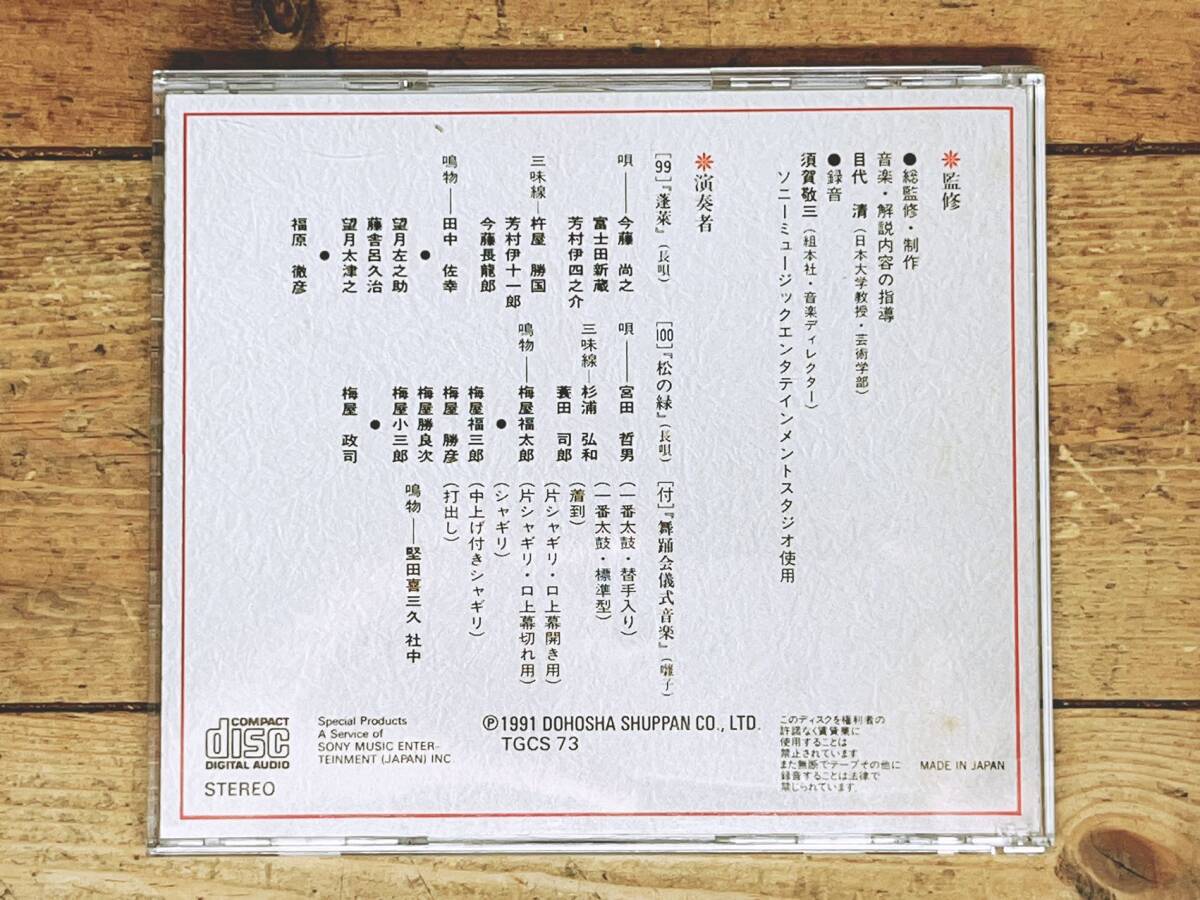 ✷監修
●総監修・制作
音楽・解説内容の指導
目代　清（日本大学教授・芸術学部）
●録音
須賀敬三（組本社・音楽ディレクター）
ソニーミュージックエンタテインメントスタジオ使用
✷演奏者
［99］『蓬萊』（長唄）
唄――今藤　尚之
富士田新蔵
芳村伊四之介
三味線―杵屋　勝国
芳村伊十一郎
今藤長龍郎
鳴物――田中　佐幸
●
望月左之助
藤舎呂久治
望月太津之
●
福原　徹彦
［100］『松の緑』（長唄）
唄――宮田　哲男
三味線―杉浦　弘和
蓑田　司郎
鳴物――梅屋福太郎
●
梅屋福三郎
梅屋　勝彦
梅屋勝良次
梅屋小三郎
●
梅屋　政司
［付］『舞踊会儀式音楽』（囃子）
（一番太鼓・替手入り）
（一番太鼓・標準型）
（着到）
（片シャギリ・口上幕開き用）
（片シャギリ・口上幕切れ用）
（シャギリ）
（中上げ付きシャギリ）
（打出し）
鳴物――堅田喜三久 社中
COMPACT
disc
DIGITAL AUDIO
STEREO
Special Products
A Service of
SONY MUSIC ENTER-
TEINMENT (JAPAN) INC
Ⓟ1991 DOHOSHA SHUPPAN CO., LTD.
TGCS 73
このディスクを権利者の
許諾なく賃貸業に
使用することは
禁止されています
また無断でテープその他に
録音することは法律で
禁じられています.
MADE IN JAPAN